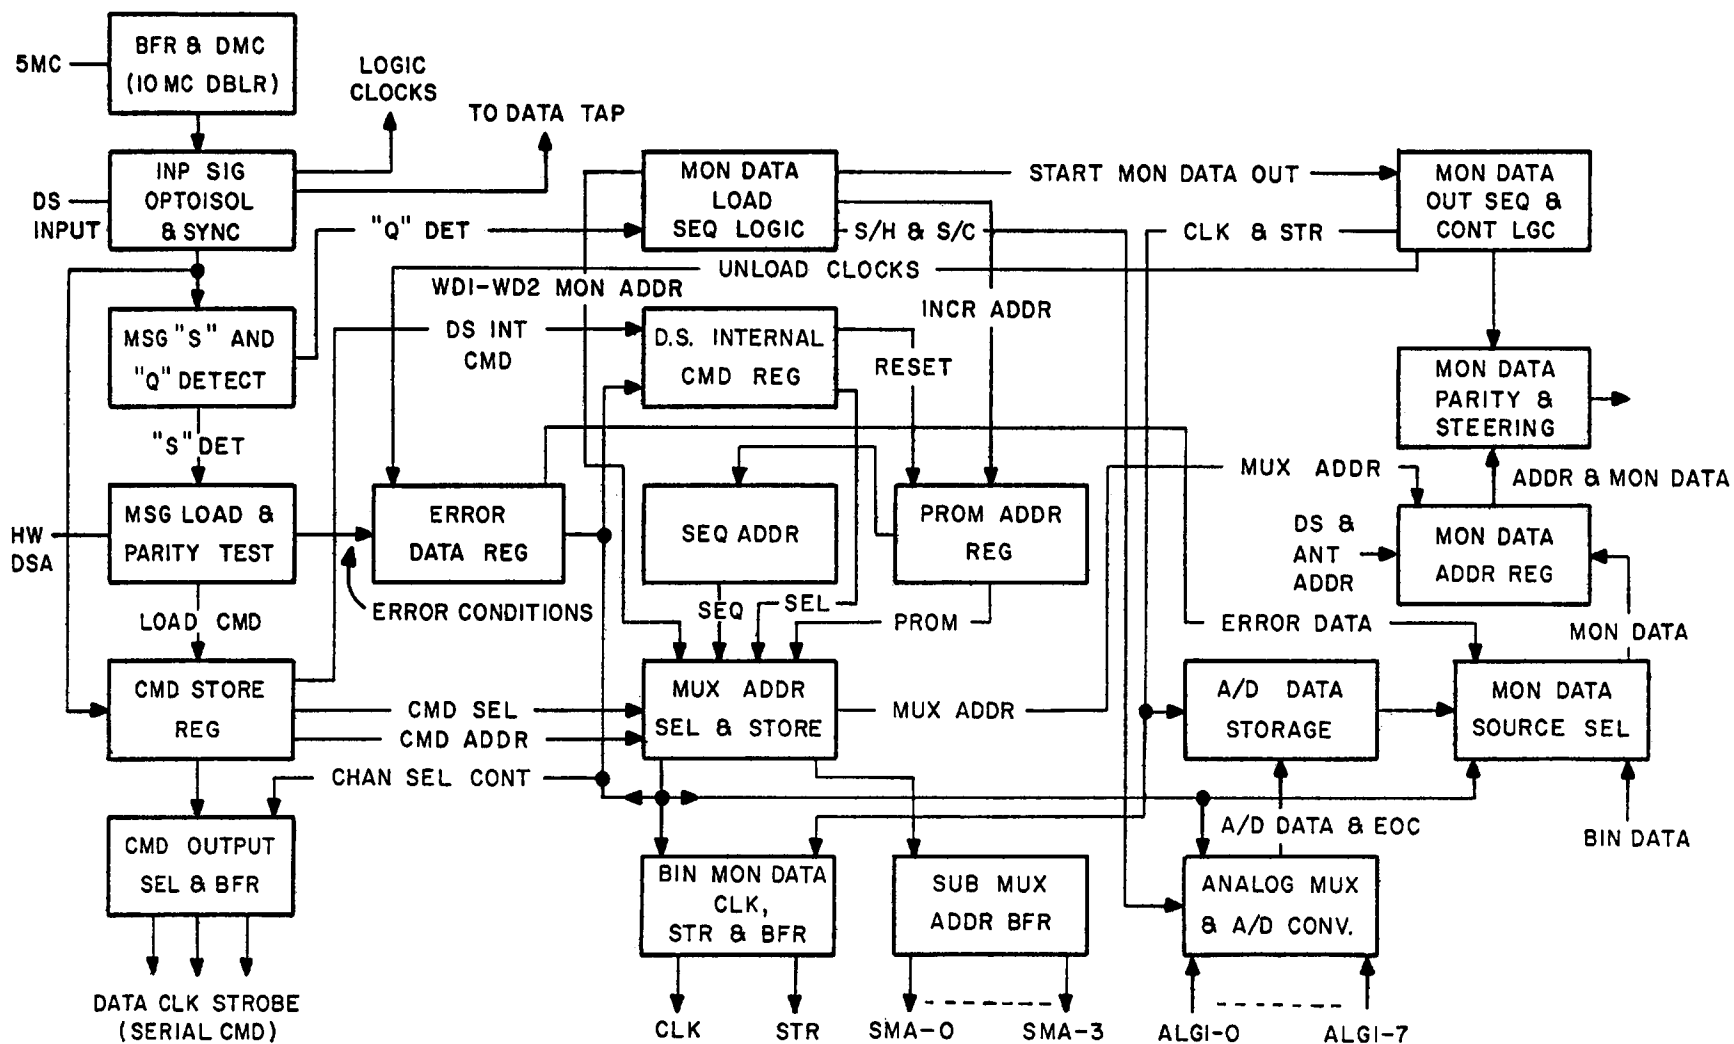 BFR & DMC
(10 MC DBLR)
5MC
LOGIC
CLOCKS
TO DATA TAP
INP SIG
OPTOISOL
& SYNC
DS
INPUT
MON DATA
LOAD
SEQ LOGIC
START MON DATA OUT
MON DATA
OUT SEQ &
CONT LGC
"Q" DET
S/H & S/C
CLK & STR
UNLOAD CLOCKS
WD1-WD2 MON ADDR
INCR ADDR
MSG "S" AND
"Q" DETECT
DS INT
CMD
D.S. INTERNAL
CMD REG
RESET
MON DATA
PARITY &
STEERING
"S" DET
MUX ADDR
ADDR & MON DATA
HW
DSA
MSG LOAD &
PARITY TEST
ERROR
DATA REG
SEQ ADDR
PROM ADDR
REG
DS &
ANT
ADDR
MON DATA
ADDR REG
ERROR CONDITIONS
LOAD CMD
SEQ
SEL
PROM
ERROR DATA
MON DATA
CMD STORE
REG
CMD SEL
CMD ADDR
MUX ADDR
SEL & STORE
MUX ADDR
A/D DATA
STORAGE
MON DATA
SOURCE SEL
CHAN SEL CONT
A/D DATA & EOC
BIN DATA
CMD OUTPUT
SEL & BFR
BIN MON DATA
CLK,
STR & BFR
SUB MUX
ADDR BFR
ANALOG MUX
& A/D CONV.
DATA CLK STROBE
(SERIAL CMD)
CLK
STR
SMA-0
SMA-3
ALGI-0
ALGI-7